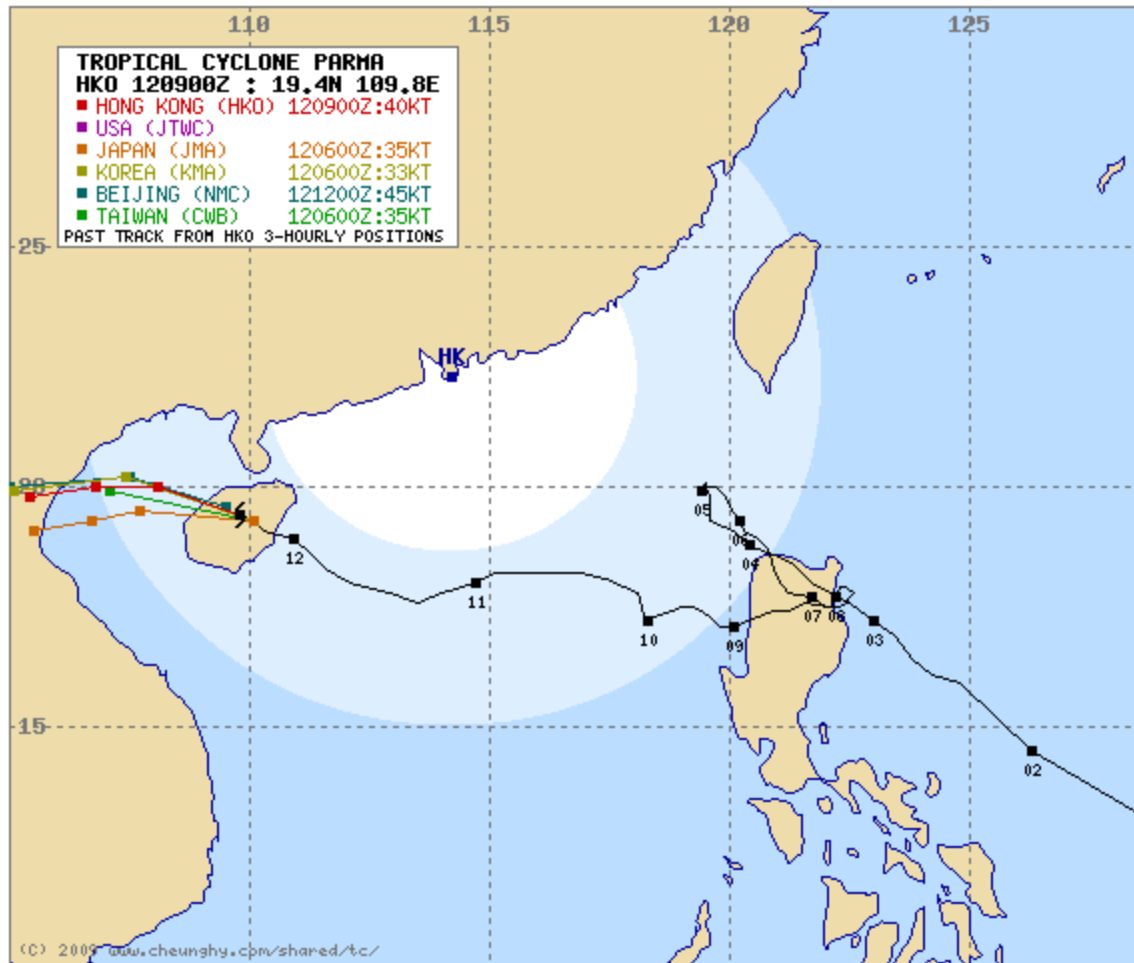 110 115 120 125
TROPICAL CYCLONE PARMA
HKO 120900Z : 19.4N 109.8E
HONG KONG (HKO) 120900Z:40KT
USA (JTWC)
JAPAN (JMA) 120600Z:35KT
KOREA (KMA) 120600Z:33KT
BEIJING (NMC) 121200Z:45KT
TAIWAN (CWB) 120600Z:35KT
PAST TRACK FROM HKO 3-HOURLY POSITIONS
25
HK
20
05
06
04
12
11
07
08
03
10
09
15
02
(C) 2009 www.cheunghy.com/shared/tc/